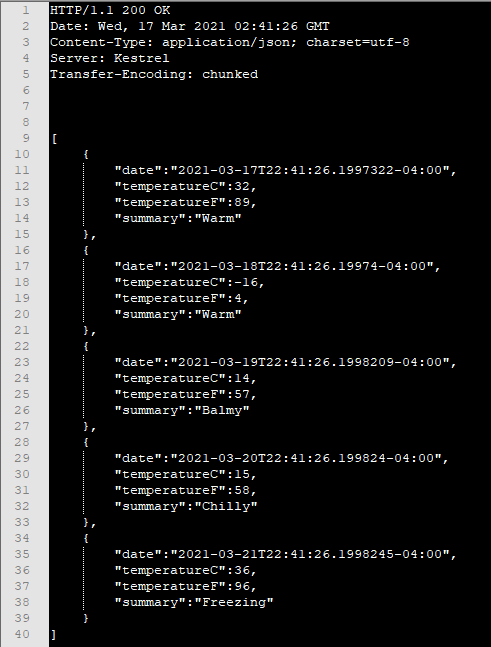 1 HTTP/1.1 200 OK
2 Date: Wed, 17 Mar 2021 02:41:26 GMT
3 Content-Type: application/json; charset=utf-8
4 Server: Kestrel
5 Transfer-Encoding: chunked
6
7
8
9 [
10 {
11 "date":"2021-03-17T22:41:26.1997322-04:00",
12 "temperatureC":32,
13 "temperatureF":89,
14 "summary":"Warm"
15 },
16 {
17 "date":"2021-03-18T22:41:26.19974-04:00",
18 "temperatureC":-16,
19 "temperatureF":4,
20 "summary":"Warm"
21 },
22 {
23 "date":"2021-03-19T22:41:26.1998209-04:00",
24 "temperatureC":14,
25 "temperatureF":57,
26 "summary":"Balmy"
27 },
28 {
29 "date":"2021-03-20T22:41:26.199824-04:00",
30 "temperatureC":15,
31 "temperatureF":58,
32 "summary":"Chilly"
33 },
34 {
35 "date":"2021-03-21T22:41:26.1998245-04:00",
36 "temperatureC":36,
37 "temperatureF":96,
38 "summary":"Freezing"
39 }
40 ]